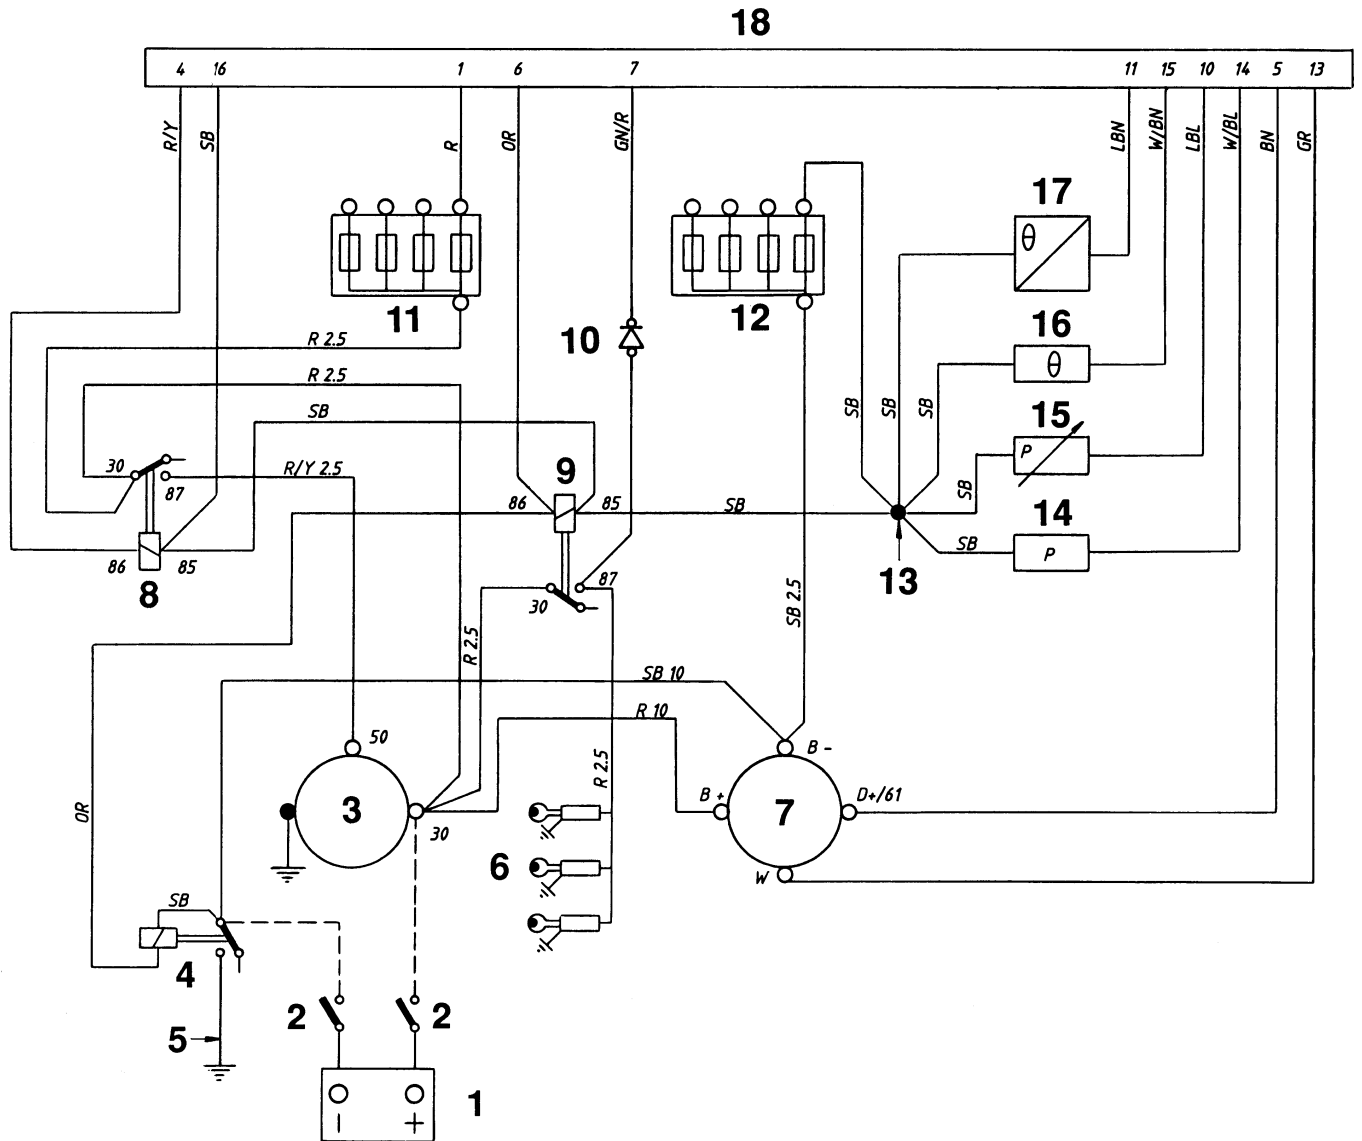 18
4 16 1 6 7 11 15 10 14 5 13
R/Y SB R OR GN/R LBN W/BN LBL W/BL BN GR
17
θ
11 12
16
10
R 2.5
θ
R 2.5
SB SB SB
SB
15
30 R/Y 2.5 9
P
87
86 85 SB
SB
14
SB P
86 85
8
87
13
30
SB 2.5
R 2.5
SB 10
R 10
50
B -
R 2.5
OR
3
30
B + 7 D+/61
6
W
SB
4
2 2
5
1
− +